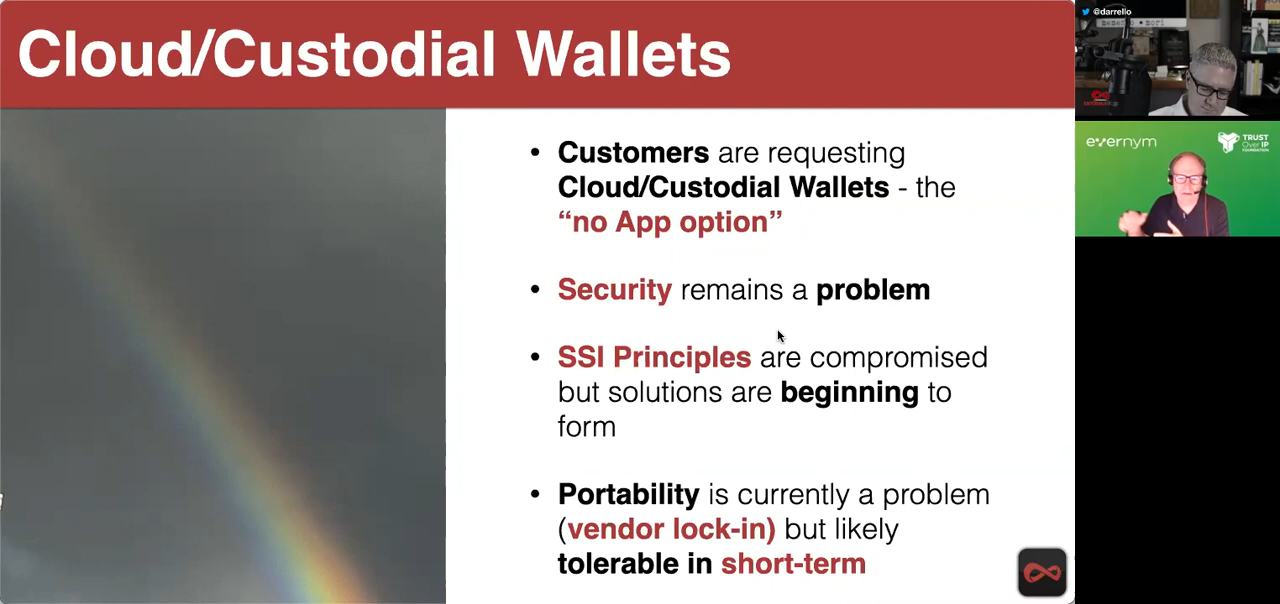 Cloud/Custodial Wallets
• Customers are requesting
Cloud/Custodial Wallets - the
“no App option”
• Security remains a problem
• SSI Principles are compromised
but solutions are beginning to
form
• Portability is currently a problem
(vendor lock-in) but likely
tolerable in short-term
@darrello
evernym
TRUST
Over IP
FOUNDATION